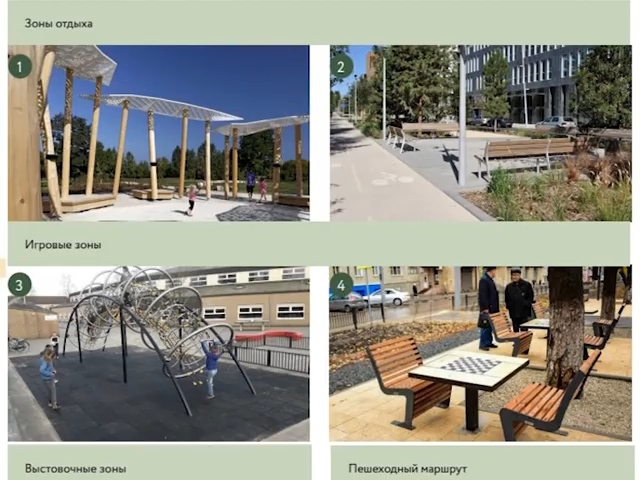 Зоны отдыха
1
2
Игровые зоны
3
4
Выстовочные зоны
Пешеходный маршрут